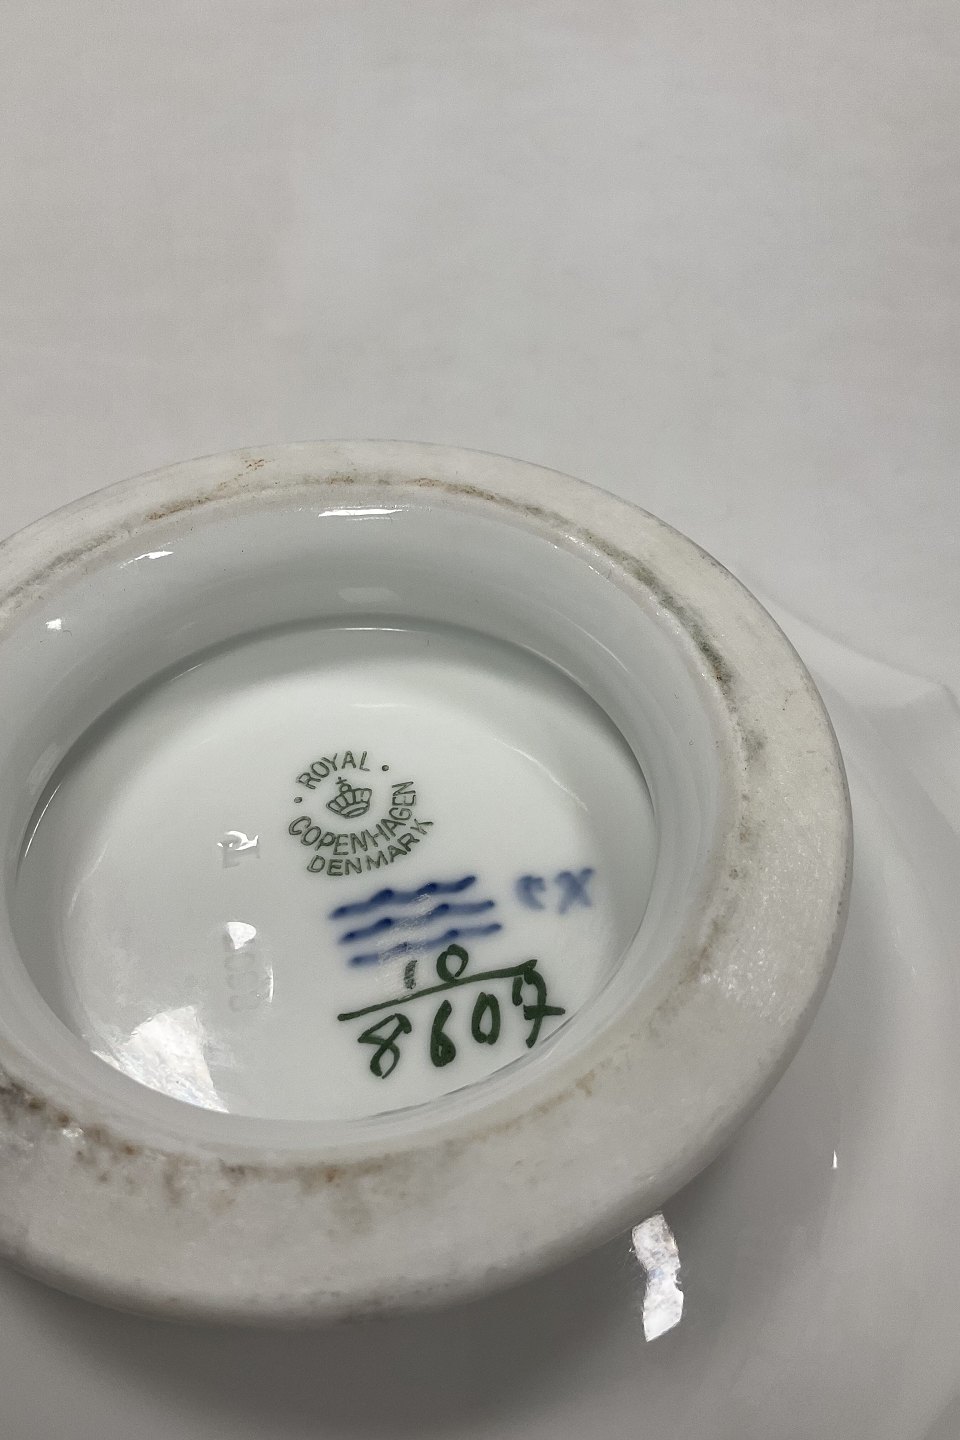 ROYAL
COPENHAGEN
DENMARK
10
8607